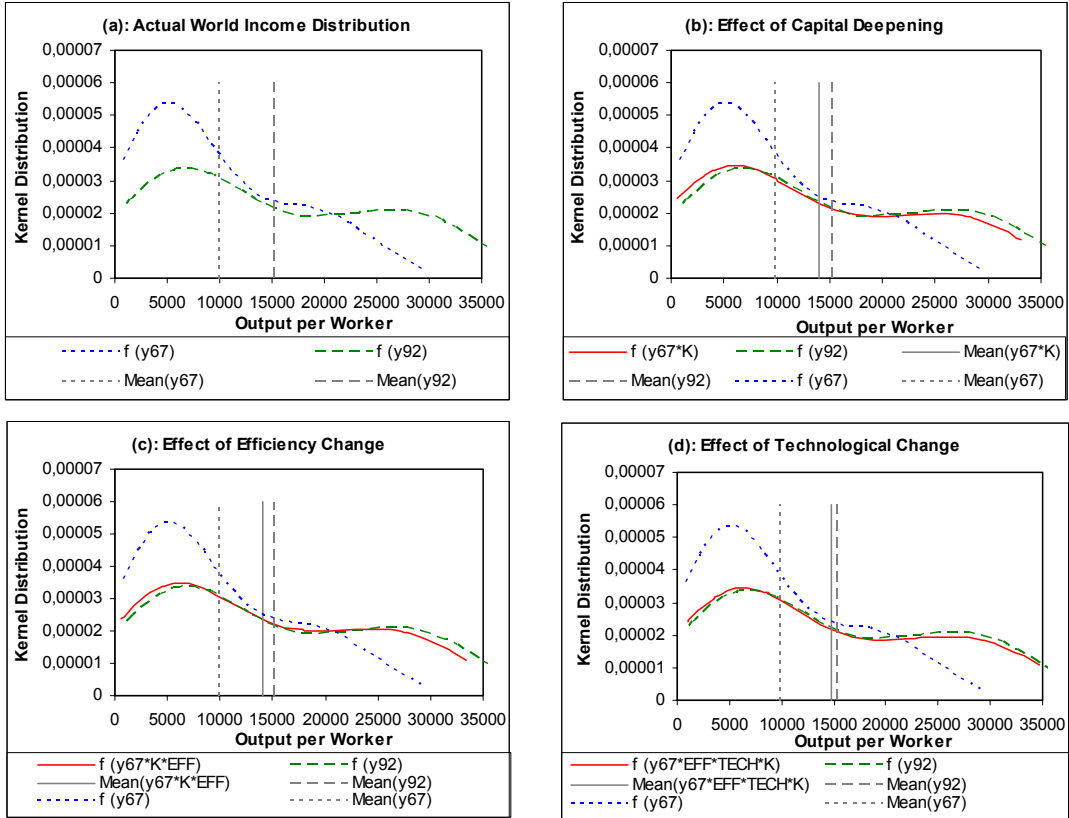 (a): Actual World Income Distribution
0,00007
0,00006
0,00005
0,00004
0,00003
0,00002
0,00001
0
Kernel Distribution
0 5000 10000 15000 20000 25000 30000 35000
Output per Worker
f (y67) f (y92)
Mean(y67) Mean(y92)
(b): Effect of Capital Deepening
0,00007
0,00006
0,00005
0,00004
0,00003
0,00002
0,00001
0
Kernel Distribution
0 5000 10000 15000 20000 25000 30000 35000
Output per Worker
f (y67*K) f (y92) Mean(y67*K)
Mean(y92) f (y67) Mean(y67)
(c): Effect of Efficiency Change
0,00007
0,00006
0,00005
0,00004
0,00003
0,00002
0,00001
0
Kernel Distribution
0 5000 10000 15000 20000 25000 30000 35000
Output per Worker
f (y67*K*EFF) f (y92)
Mean(y67*K*EFF) Mean(y92)
f (y67) Mean(y67)
(d): Effect of Technological Change
0,00007
0,00006
0,00005
0,00004
0,00003
0,00002
0,00001
0
Kernel Distribution
0 5000 10000 15000 20000 25000 30000 35000
Output per Worker
f (y67*EFF*TECH*K) f (y92)
Mean(y67*EFF*TECH*K) Mean(y92)
f (y67) Mean(y67)